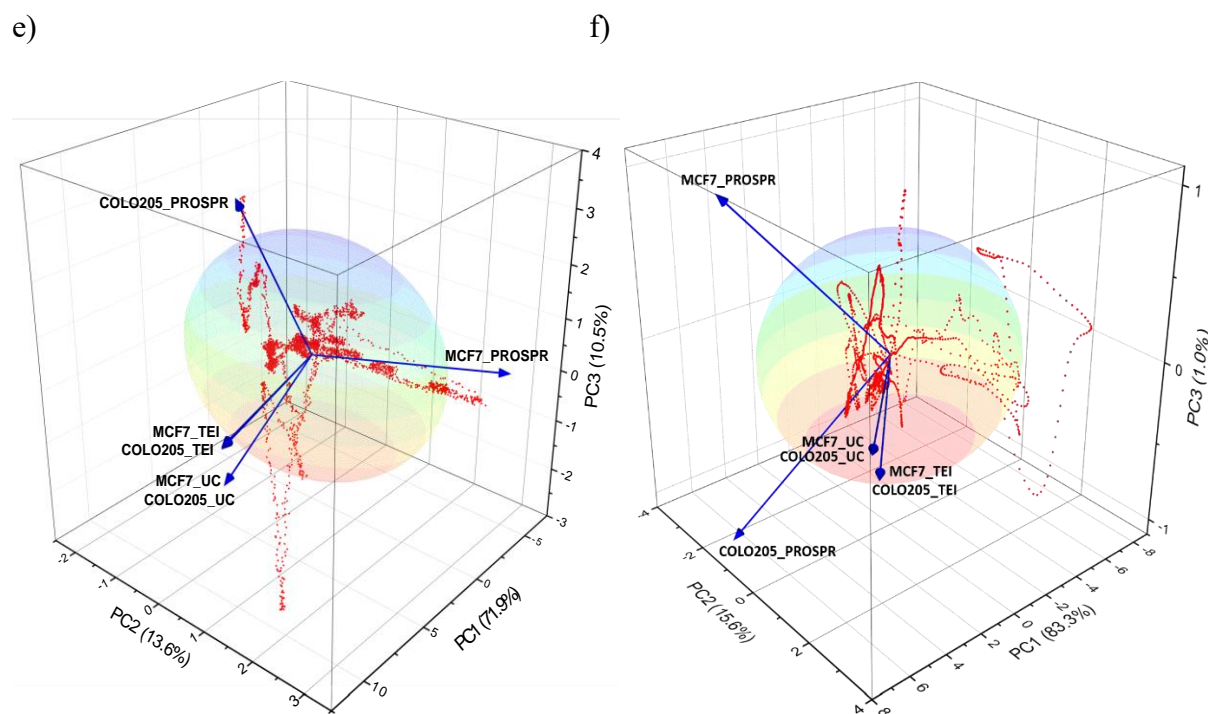 e)
f)
COLO205_PROSPR
MCF7_PROSPR
MCF7_TEI
COLO205_TEI
MCF7_UC
COLO205_UC
4
3
2
1
0
-1
-2
-3
PC3 (10.5%)
-2
-1
0
1
2
3
PC2 (13.6%)
-5
0
5
10
PC1 (71.9%)
MCF7_PROSPR
MCF7_UC
COLO205_UC
MCF7_TEI
COLO205_TEI
COLO205_PROSPR
1
0
-1
PC3 (1.0%)
-4
-2
0
2
4
PC2 (15.6%)
-8
-6
-4
-2
0
2
4
6
8
PC1 (83.3%)